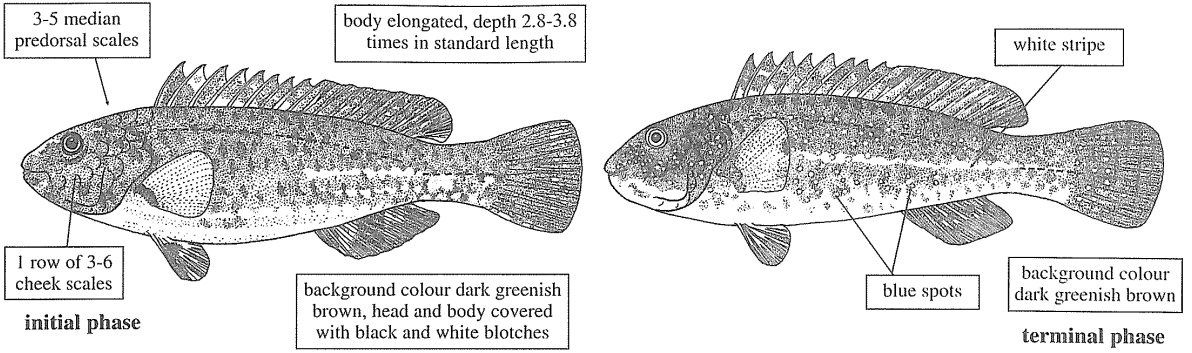 3-5 median
predorsal scales
body elongated, depth 2.8-3.8
times in standard length
white stripe
1 row of 3-6
cheek scales
initial phase
background colour dark greenish
brown, head and body covered
with black and white blotches
blue spots
background colour
dark greenish brown
terminal phase